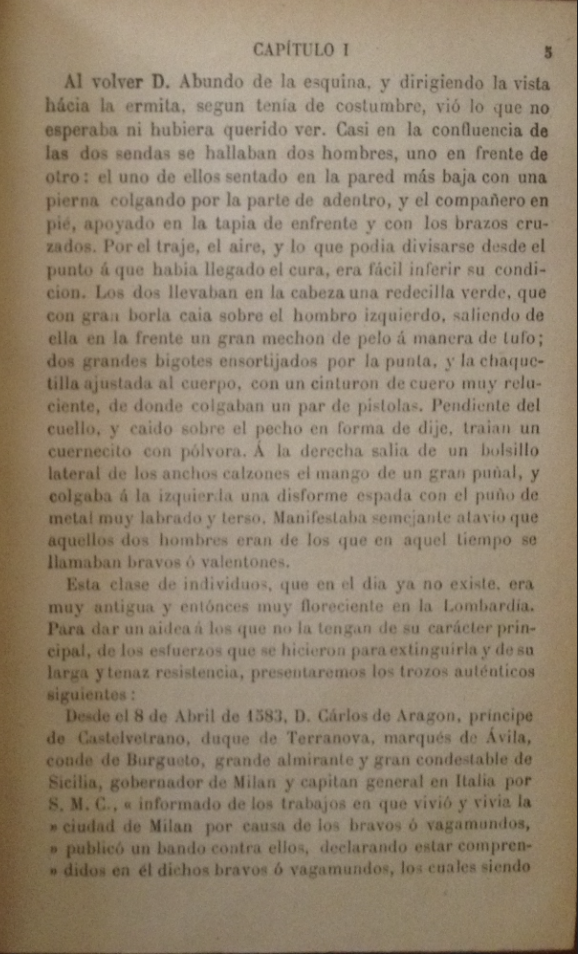 CAPÍTULO I 5
Al volver D. Abundo de la esquina, y dirigiendo la vista
hácia la ermita, segun tenía de costumbre, vió lo que no
esperaba ni hubiera querido ver. Casi en la confluencia de
las dos sendas se hallaban dos hombres, uno en frente de
otro: el uno de ellos sentado en la pared más baja con una
pierna colgando por la parte de adentro, y el compañero en
pié, apoyado en la tapia de enfrente y con los brazos cru-
zados. Por el traje, el aire, y lo que podia divisarse desde el
punto á que habia llegado el cura, era fácil inferir su condi-
cion. Los dos llevaban en la cabeza una redecilla verde, que
con gran borla caia sobre el hombro izquierdo, saliendo de
ella en la frente un gran mechon de pelo á manera de tufo;
dos grandes bigotes ensortijados por la punta, y la chaque-
tilla ajustada al cuerpo, con un cinturon de cuero muy relu-
ciente, de donde colgaban un par de pistolas. Pendiente del
cuello, y caido sobre el pecho en forma de dije, traian un
cuernecito con pólvora. Á la derecha salia de un bolsillo
lateral de los anchos calzones el mango de un gran puñal, y
colgaba á la izquierda una disforme espada con el puño de
metal muy labrado y terso. Manifestaba semejante atavio que
aquellos dos hombres eran de los que en aquel tiempo se
llamaban bravos ó valentones.
Esta clase de individuos, que en el dia ya no existe, era
muy antigua y entónces muy floreciente en la Lombardía.
Para dar un aidea á los que no la tengan de su carácter prin-
cipal, de los esfuerzos que se hicieron para extinguirla y de su
larga y tenaz resistencia, presentaremos los trozos auténticos
siguientes:
Desde el 8 de Abril de 1583, D. Cárlos de Aragon, príncipe
de Castelvetrano, duque de Terranova, marqués de Ávila,
conde de Burgueto, grande almirante y gran condestable de
Sicilia, gobernador de Milan y capitan general en Italia por
S. M. C., « informado de los trabajos en que vivió y vivia la
» ciudad de Milan por causa de los bravos ó vagamundos,
» publicó un bando contra ellos, declarando estar compren-
» didos en él dichos bravos ó vagamundos, los cuales siendo